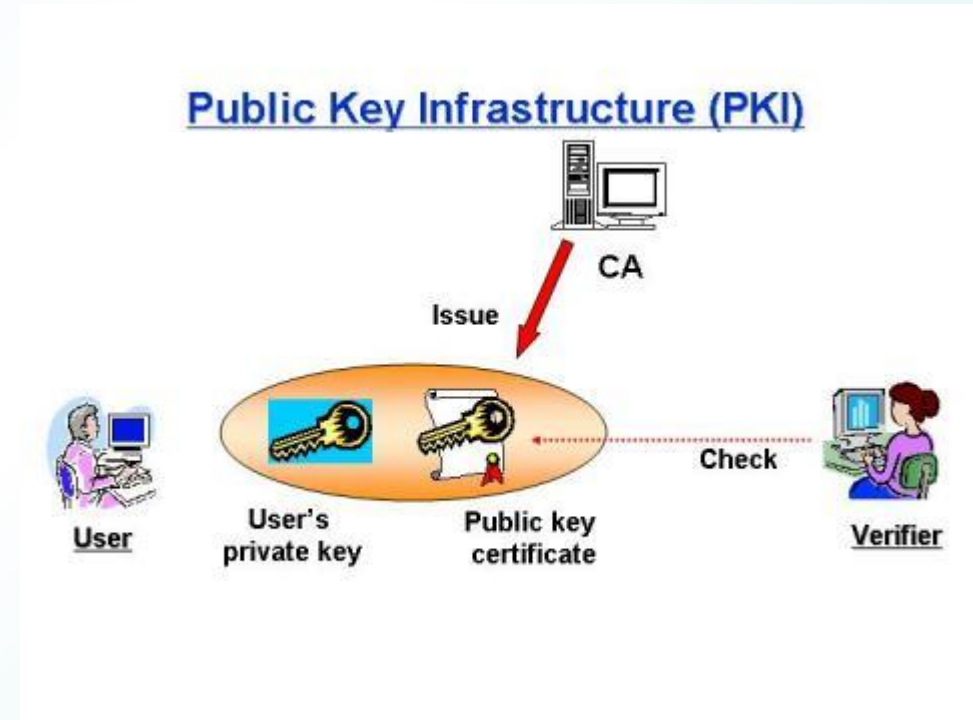 Public Key Infrastructure (PKI)
CA
Issue
Check
User
User's
private key
Public key
certificate
Verifier